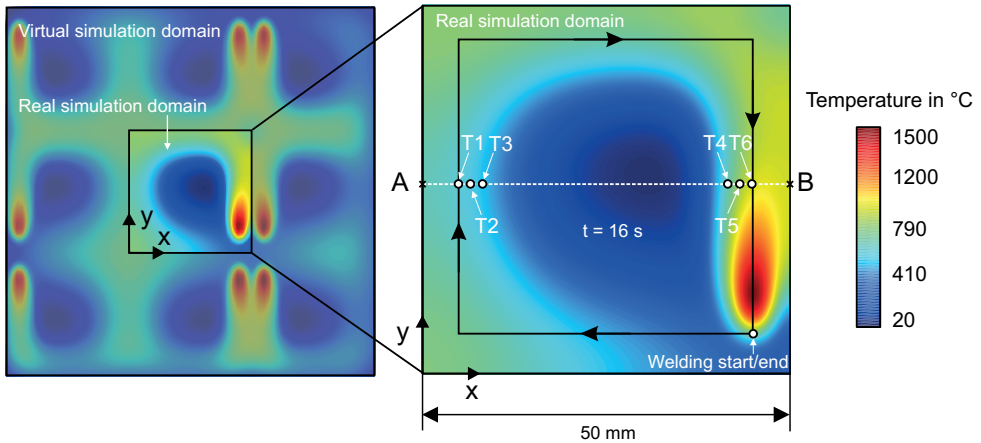 Virtual simulation domain
Real simulation domain
y
x
Real simulation domain
T1 T3
T2
T4 T6
T5
A
B
t = 16 s
y
x
Welding start/end
50 mm
Temperature in °C
1500
1200
790
410
20